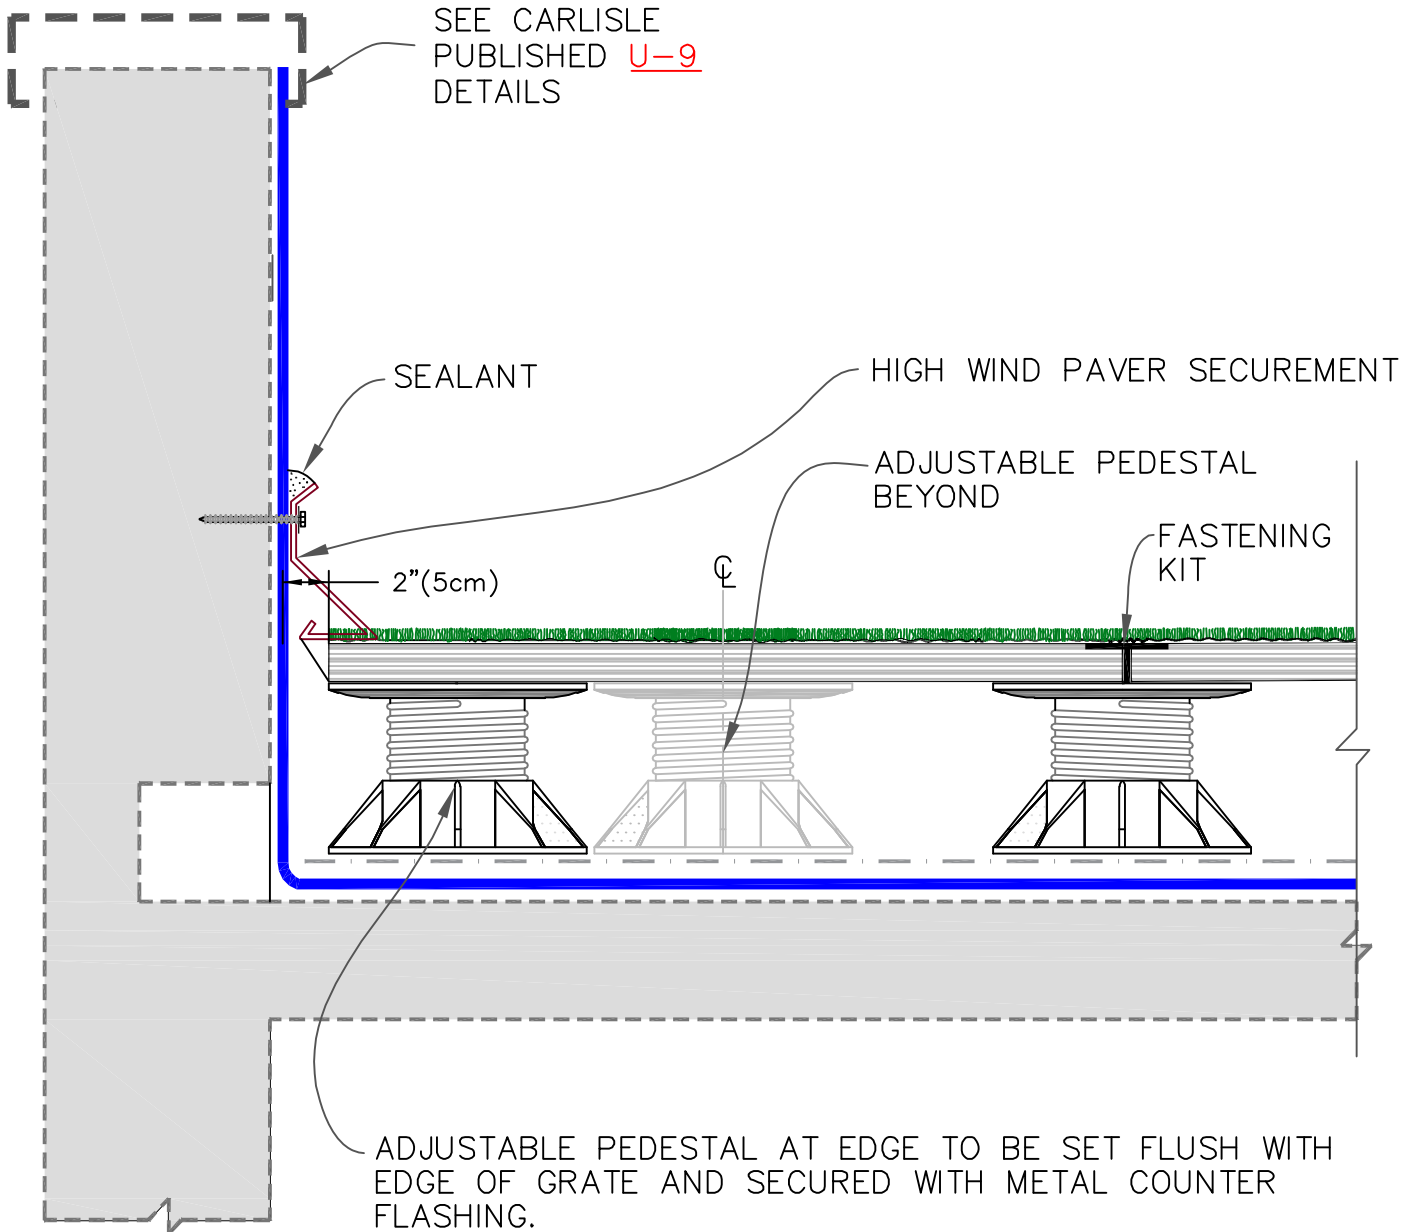 SEE CARLISLE
PUBLISHED U-9
DETAILS
SEALANT
HIGH WIND PAVER SECUREMENT
ADJUSTABLE PEDESTAL
BEYOND
FASTENING
KIT
℄
2"(5cm)
ADJUSTABLE PEDESTAL AT EDGE TO BE SET FLUSH WITH
EDGE OF GRATE AND SECURED WITH METAL COUNTER
FLASHING.